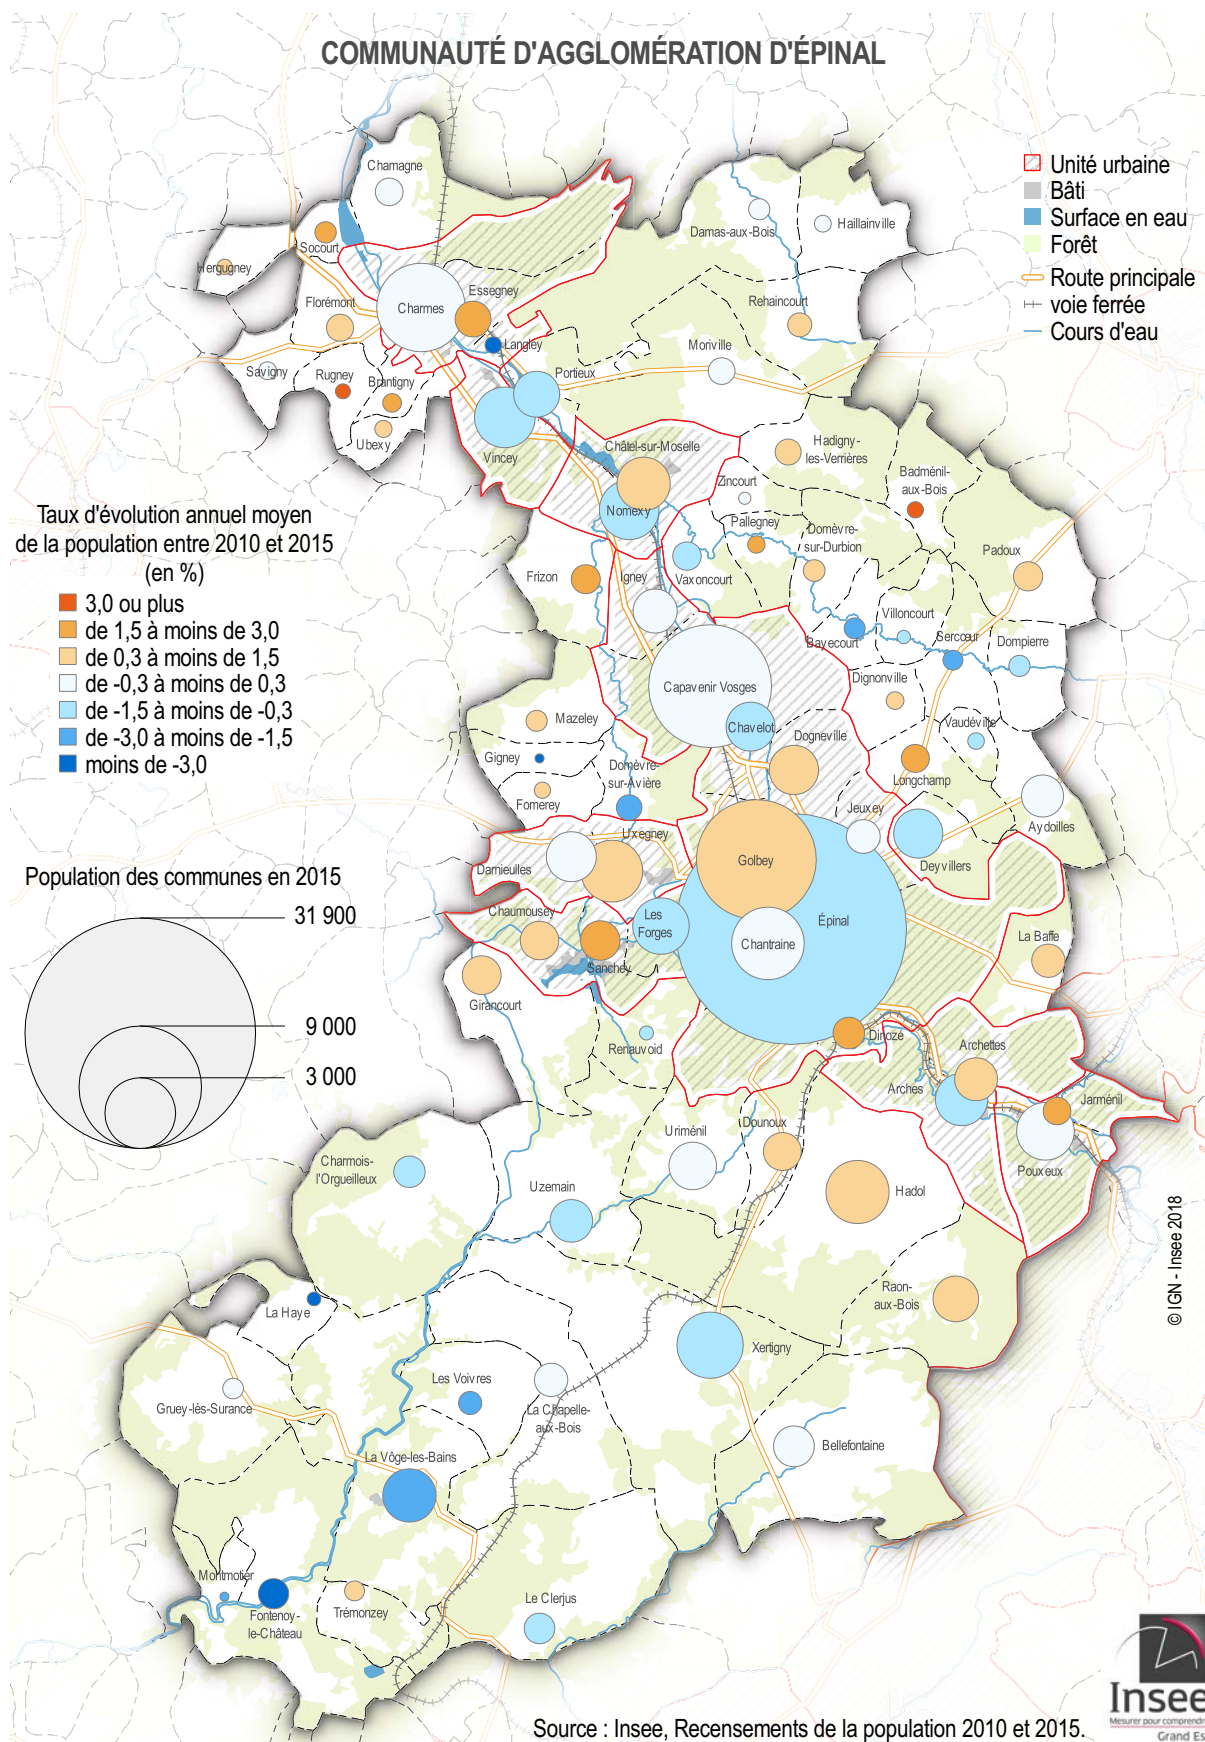 COMMUNAUTÉ D'AGGLOMÉRATION D'ÉPINAL
Unité urbaine
Bâti
Surface en eau
Forêt
Route principale
voie ferrée
Cours d'eau
Chamagne
Socourt
Hergugney
Florémont
Charmes
Essegney
Langley
Savigny
Rugney
Brantigny
Ubexy
Portieux
Vincey
Damas-aux-Bois
Haillainville
Rehaincourt
Moriville
Châtel-sur-Moselle
Nomexy
Hadigny-
les-Verrières
Zincourt
Badménil-
aux-Bois
Pallegney
Domèvre-
sur-Durbion
Padoux
Frizon
Igney
Vaxoncourt
Bayecourt
Villoncourt
Sercœur
Dompierre
Dignonville
Vaudéville
Capavenir Vosges
Chavelot
Dogneville
Longchamp
Mazeley
Gigney
Fomerey
Domèvre-
sur-Avière
Jeuxey
Aydoilles
Deyvillers
Uxegney
Darnieulles
Golbey
Chaumousey
Les
Forges
Épinal
Chantraine
Sanchey
La Baffe
Girancourt
Renauvoid
Dinozé
Archettes
Arches
Jarménil
Pouxeux
Uriménil
Dounoux
Hadol
Charmois-
l'Orgueilleux
Uzemain
Raon-
aux-Bois
La Haye
Xertigny
Gruey-lès-Surance
Les Voivres
La Chapelle-
aux-Bois
Bellefontaine
La Vôge-les-Bains
Montmotier
Fontenoy-
le-Château
Trémonzey
Le Clerjus
Taux d'évolution annuel moyen
de la population entre 2010 et 2015
(en %)
3,0 ou plus
de 1,5 à moins de 3,0
de 0,3 à moins de 1,5
de -0,3 à moins de 0,3
de -1,5 à moins de -0,3
de -3,0 à moins de -1,5
moins de -3,0
Population des communes en 2015
31 900
9 000
3 000
© IGN - Insee 2018
Source : Insee, Recensements de la population 2010 et 2015.
Insee
Mesurer pour comprendre
Grand Es